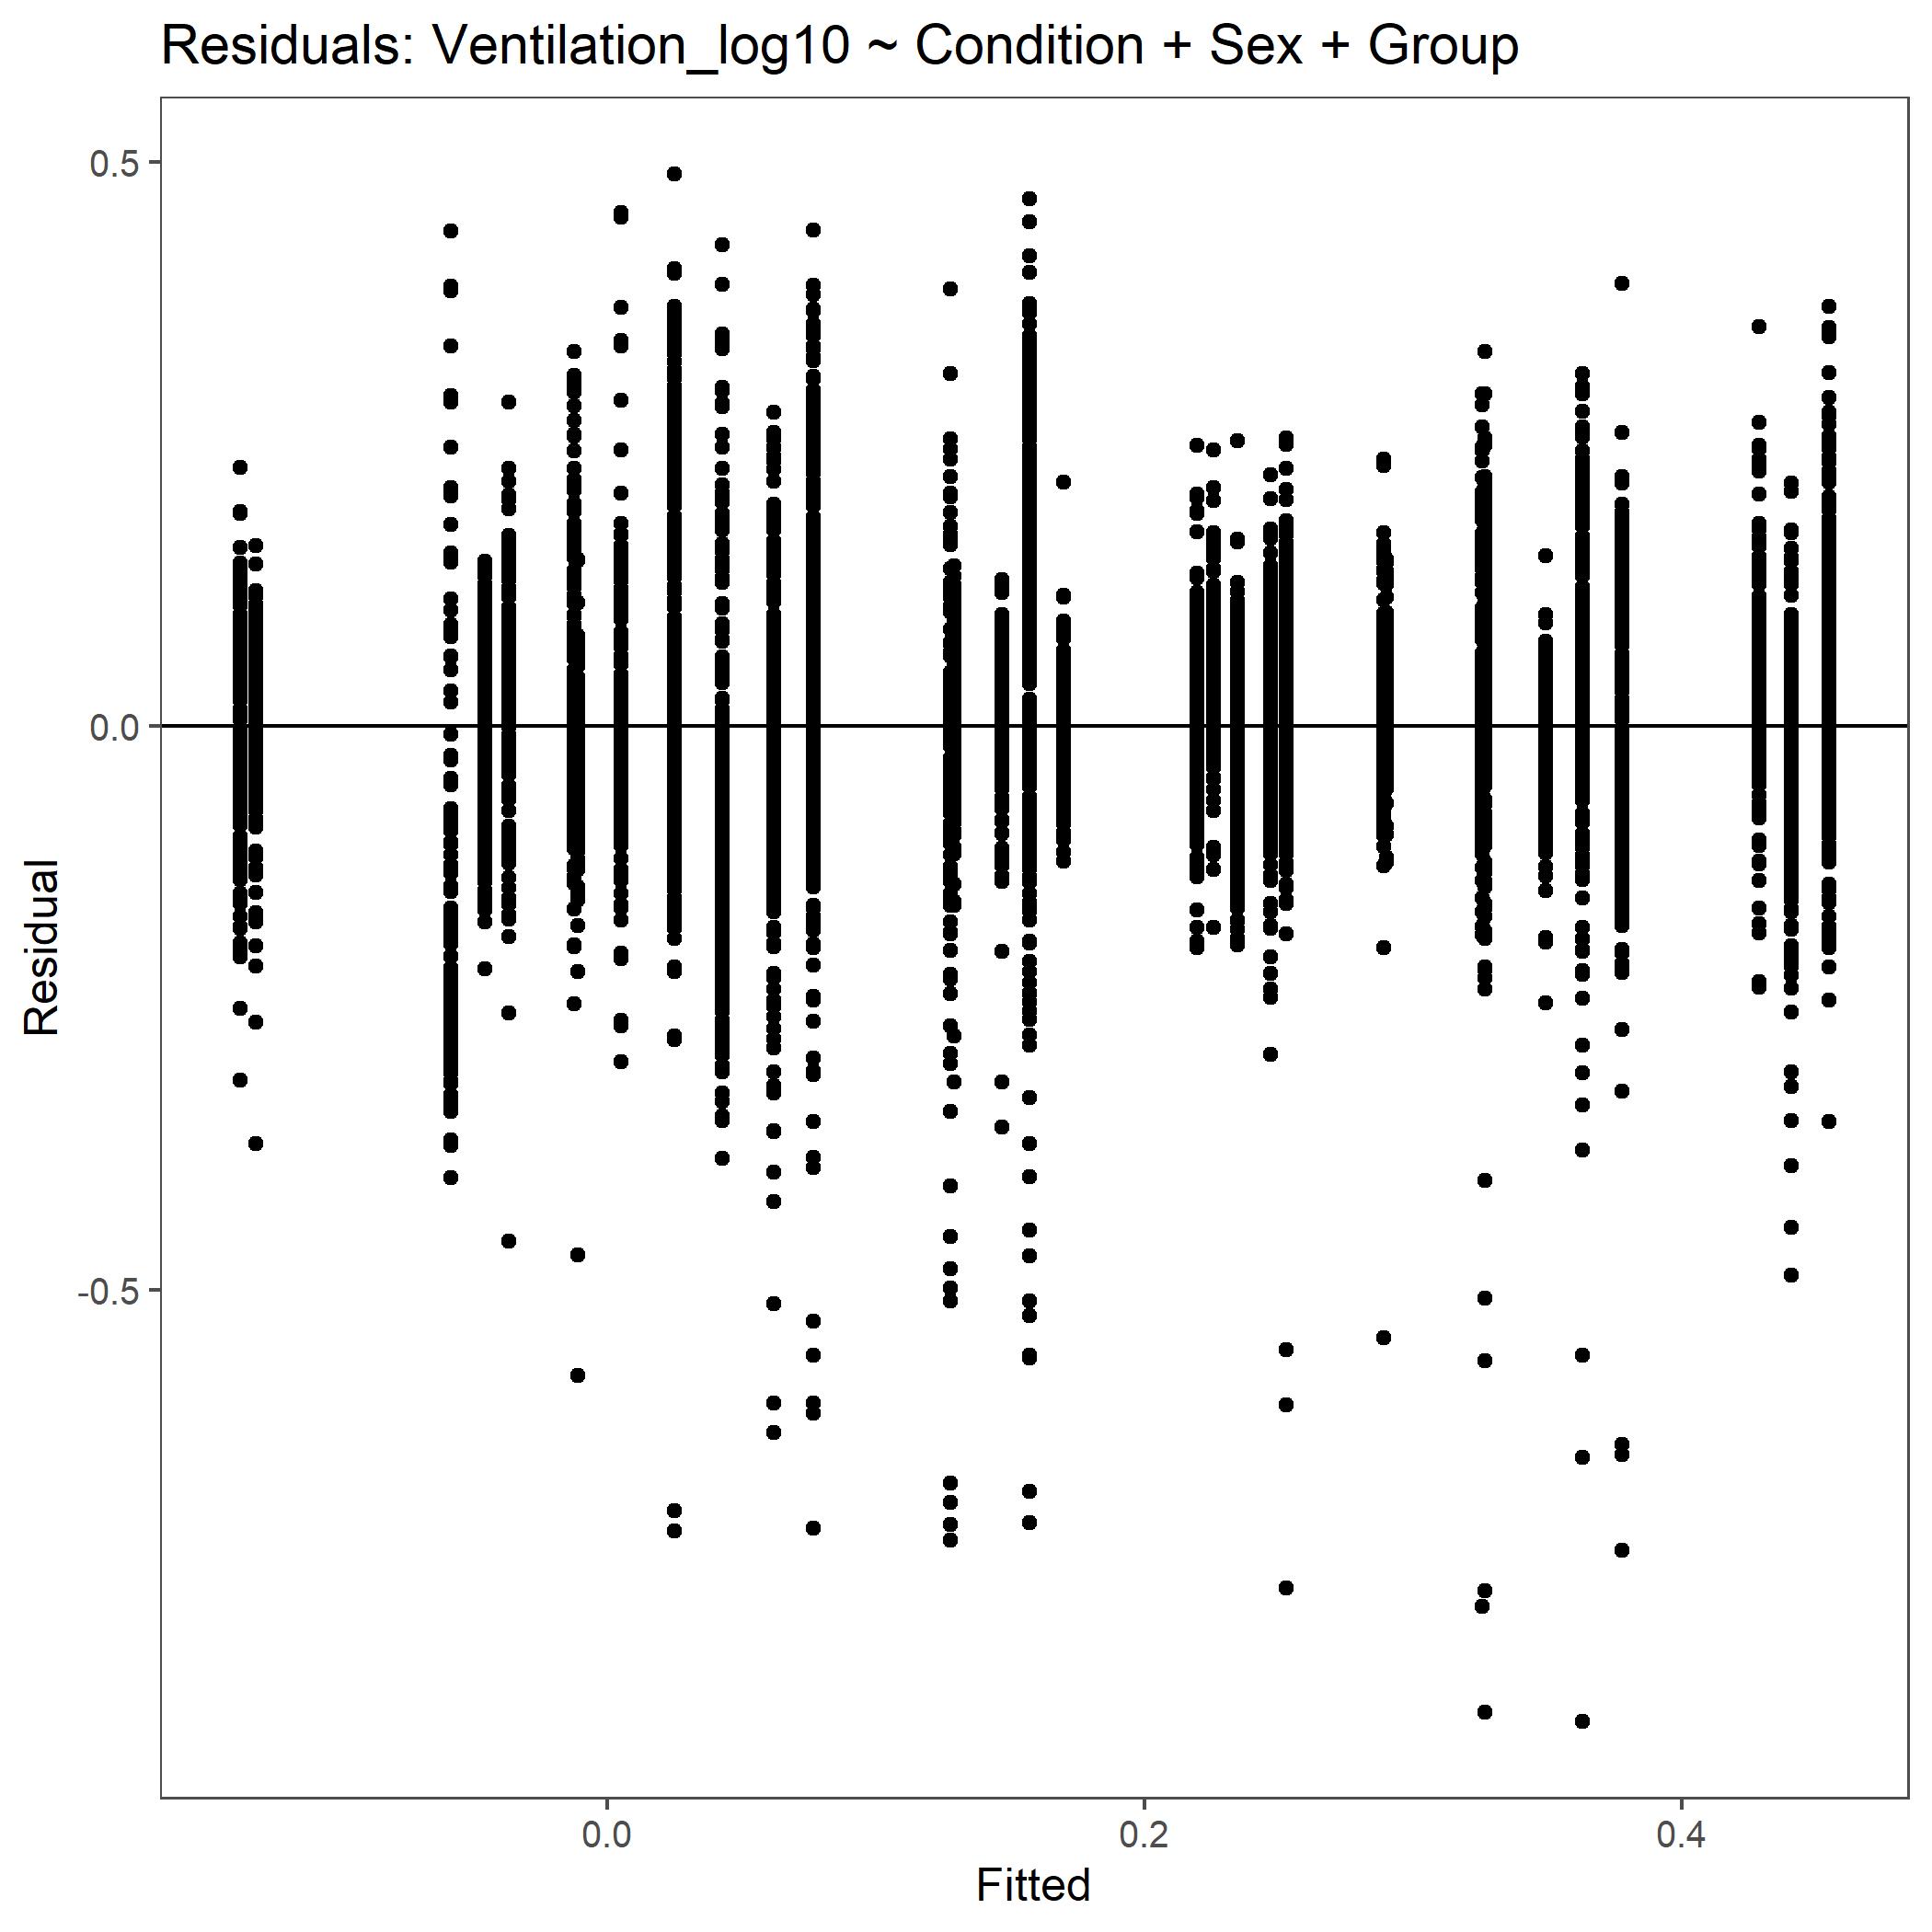 Residuals: Ventilation_log10 ~ Condition + Sex + Group
0.5
0.0
-0.5
Residual
0.0 0.2 0.4
Fitted